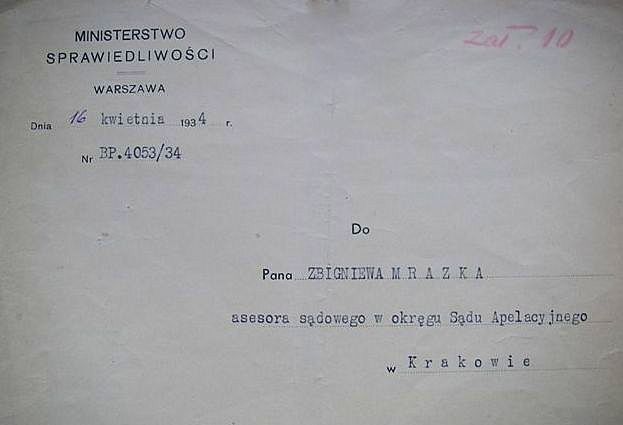 MINISTERSTWO
SPRAWIEDLIWOŚCI
WARSZAWA
zał. 10
Dnia 16 kwietnia 1934 r.
Nr BP.4053/34
Do
Pana ZBIGNIEWA MRAZKA
asesora sądowego w okręgu Sądu Apelacyjnego
w Krakowie